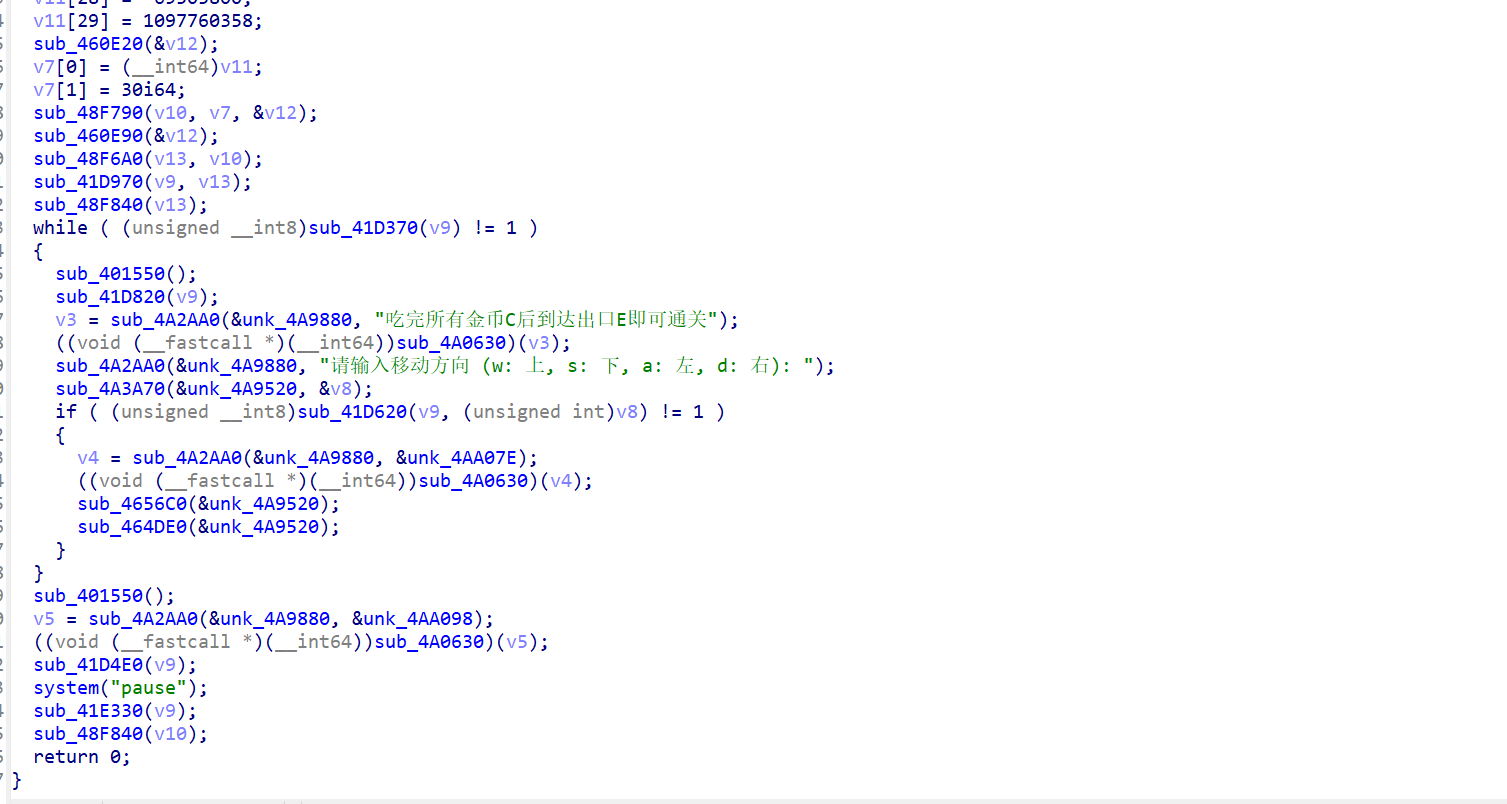 v11[29] = 1097760358;
sub_460E20(&v12);
v7[0] = (__int64)v11;
v7[1] = 30i64;
sub_48F790(v10, v7, &v12);
sub_460E90(&v12);
sub_48F6A0(v13, v10);
sub_41D970(v9, v13);
sub_48F840(v13);
while ( (unsigned __int8)sub_41D370(v9) != 1 )
{
sub_401550();
sub_41D820(v9);
v3 = sub_4A2AA0(&unk_4A9880, "吃完所有金币C后到达出口E即可通关");
((void (__fastcall *)(__int64))sub_4A0630)(v3);
sub_4A2AA0(&unk_4A9880, "请输入移动方向 (w: 上, s: 下, a: 左, d: 右): ");
sub_4A3A70(&unk_4A9520, &v8);
if ( (unsigned __int8)sub_41D620(v9, (unsigned int)v8) != 1 )
{
v4 = sub_4A2AA0(&unk_4A9880, &unk_4AA07E);
((void (__fastcall *)(__int64))sub_4A0630)(v4);
sub_4656C0(&unk_4A9520);
sub_464DE0(&unk_4A9520);
}
}
sub_401550();
v5 = sub_4A2AA0(&unk_4A9880, &unk_4AA098);
((void (__fastcall *)(__int64))sub_4A0630)(v5);
sub_41D4E0(v9);
system("pause");
sub_41E330(v9);
sub_48F840(v10);
return 0;
}